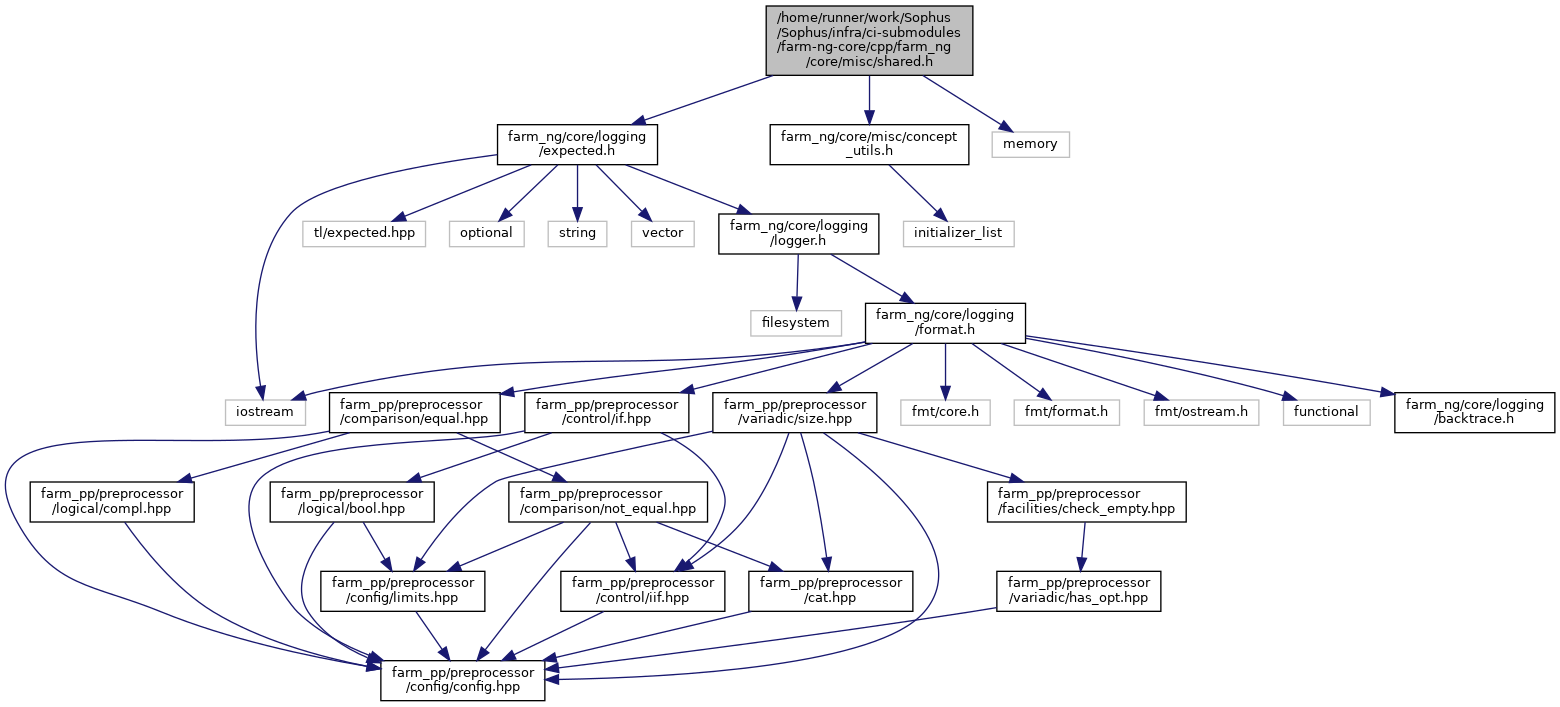 /home/runner/work/Sophus
/Sophus/infra/ci-submodules
/farm-ng-core/cpp/farm_ng
/core/misc/shared.h
farm_ng/core/logging
/expected.h
farm_ng/core/misc/concept
_utils.h
memory
tl/expected.hpp
optional
string
vector
farm_ng/core/logging
/logger.h
initializer_list
filesystem
farm_ng/core/logging
/format.h
iostream
farm_pp/preprocessor
/comparison/equal.hpp
farm_pp/preprocessor
/control/if.hpp
farm_pp/preprocessor
/variadic/size.hpp
fmt/core.h
fmt/format.h
fmt/ostream.h
functional
farm_ng/core/logging
/backtrace.h
farm_pp/preprocessor
/logical/compl.hpp
farm_pp/preprocessor
/logical/bool.hpp
farm_pp/preprocessor
/comparison/not_equal.hpp
farm_pp/preprocessor
/facilities/check_empty.hpp
farm_pp/preprocessor
/config/limits.hpp
farm_pp/preprocessor
/control/iif.hpp
farm_pp/preprocessor
/cat.hpp
farm_pp/preprocessor
/variadic/has_opt.hpp
farm_pp/preprocessor
/config/config.hpp